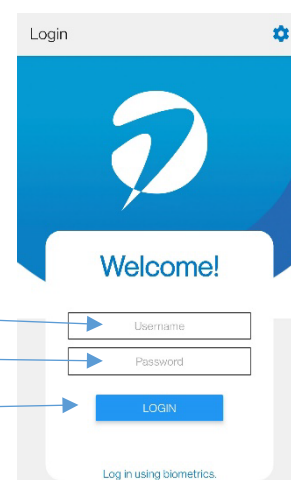 Login
Welcome!
Username
Password
LOGIN
Log in using biometrics.